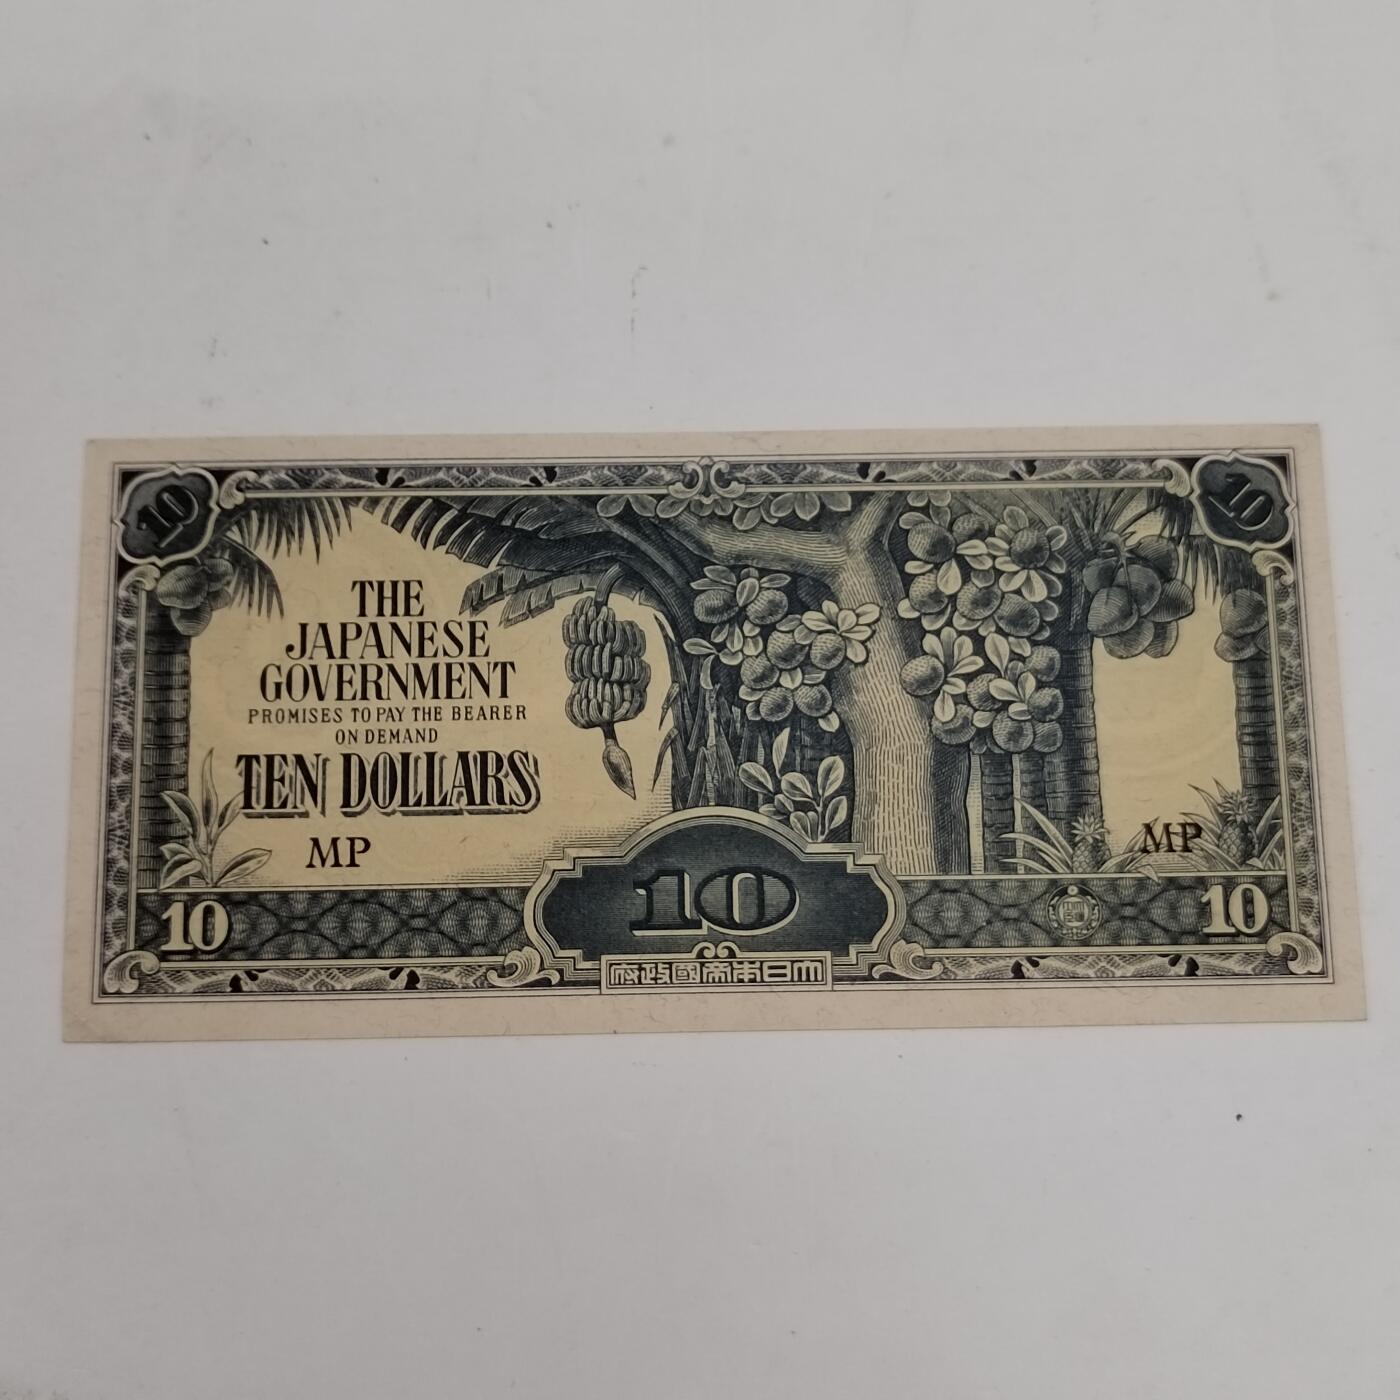 10
10
THE
JAPANESE
GOVERNMENT
PROMISES TO PAY THE BEARER
ON DEMAND
TEN DOLLARS
MP
MP
10
10
10
府政國帝本日大